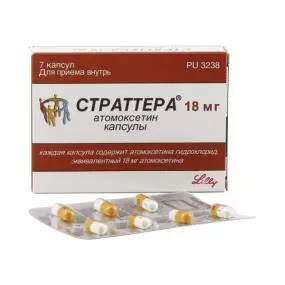 7 капсул
Для приема внутрь
PU 3238
СТРАТТЕРА® 18 мг
атомоксетин
капсулы
каждая капсула содержит атомоксетина гидрохлорид,
эквивалентный 18 мг атомоксетина
Lilly